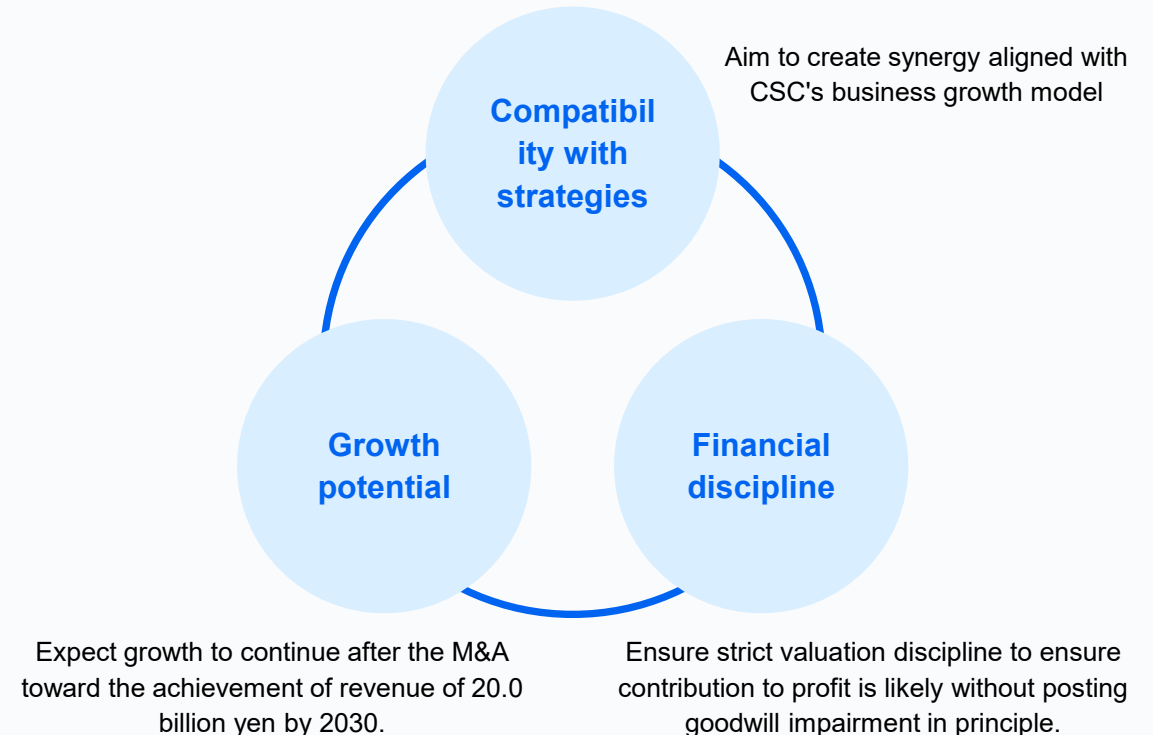 Aim to create synergy aligned with
CSC's business growth model
Compatibil
ity with
strategies
Growth
potential
Financial
discipline
Expect growth to continue after the M&A
toward the achievement of revenue of 20.0
billion yen by 2030.
Ensure strict valuation discipline to ensure
contribution to profit is likely without posting
goodwill impairment in principle.